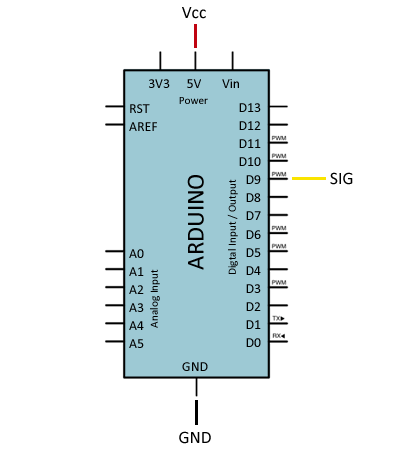 Vcc
3V3 5V Vin
Power
RST D13
AREF D12
PWM
D11
PWM
D10
PWM
D9 SIG
D8
D7
PWM
D6
PWM
A0 D5
A1 D4
PWM
A2 D3
A3 D2
TX▶
A4 D1
RX◀
A5 D0
ARDUINO
Digtal Input / Output
Analog Input
GND
GND